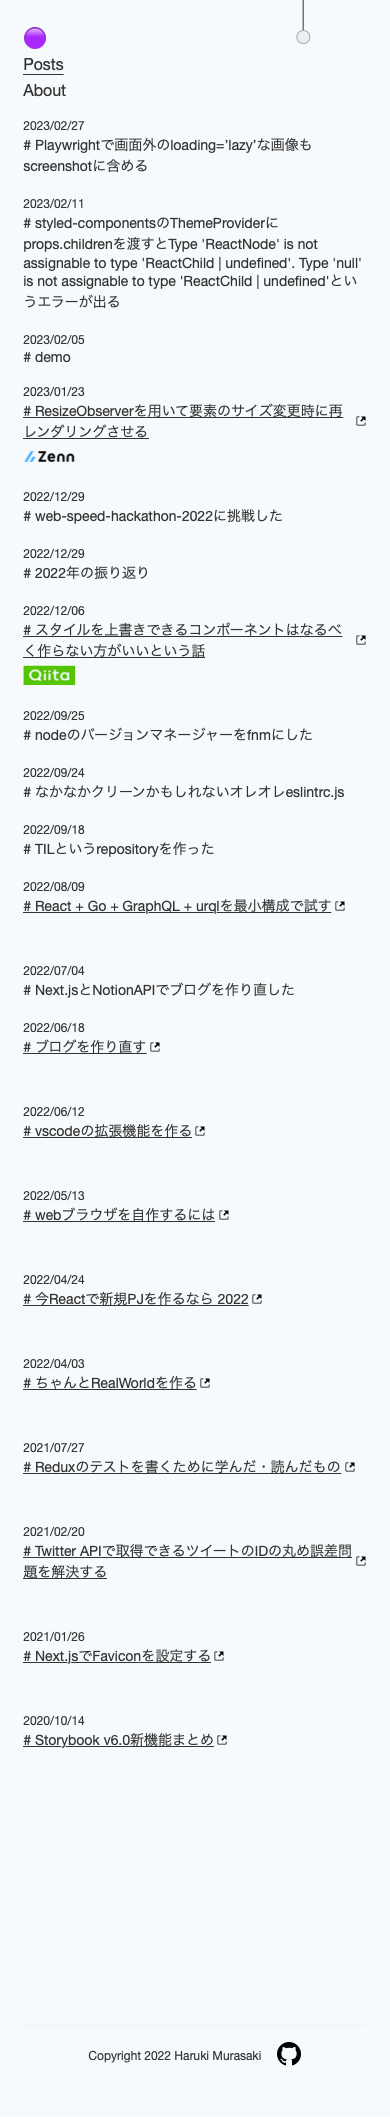 Posts
About
2023/02/27
# Playwrightで画面外のloading=’lazy’な画像も
screenshotに含める
2023/02/11
# styled-componentsのThemeProviderに
props.childrenを渡すとType 'ReactNode' is not
assignable to type 'ReactChild | undefined'. Type 'null'
is not assignable to type 'ReactChild | undefined'とい
うエラーが出る
2023/02/05
# demo
2023/01/23
# ResizeObserverを用いて要素のサイズ変更時に再
レンダリングさせる
Zenn
2022/12/29
# web-speed-hackathon-2022に挑戦した
2022/12/29
# 2022年の振り返り
2022/12/06
# スタイルを上書きできるコンポーネントはなるべ
く作らない方がいいという話
Qiita
2022/09/25
# nodeのバージョンマネージャーをfnmにした
2022/09/24
# なかなかクリーンかもしれないオレオレeslintrc.js
2022/09/18
# TILというrepositoryを作った
2022/08/09
# React + Go + GraphQL + urqlを最小構成で試す
2022/07/04
# Next.jsとNotionAPIでブログを作り直した
2022/06/18
# ブログを作り直す
2022/06/12
# vscodeの拡張機能を作る
2022/05/13
# webブラウザを自作するには
2022/04/24
# 今Reactで新規PJを作るなら 2022
2022/04/03
# ちゃんとRealWorldを作る
2021/07/27
# Reduxのテストを書くために学んだ・読んだもの
2021/02/20
# Twitter APIで取得できるツイートのIDの丸め誤差問
題を解決する
2021/01/26
# Next.jsでFaviconを設定する
2020/10/14
# Storybook v6.0新機能まとめ
Copyright 2022 Haruki Murasaki